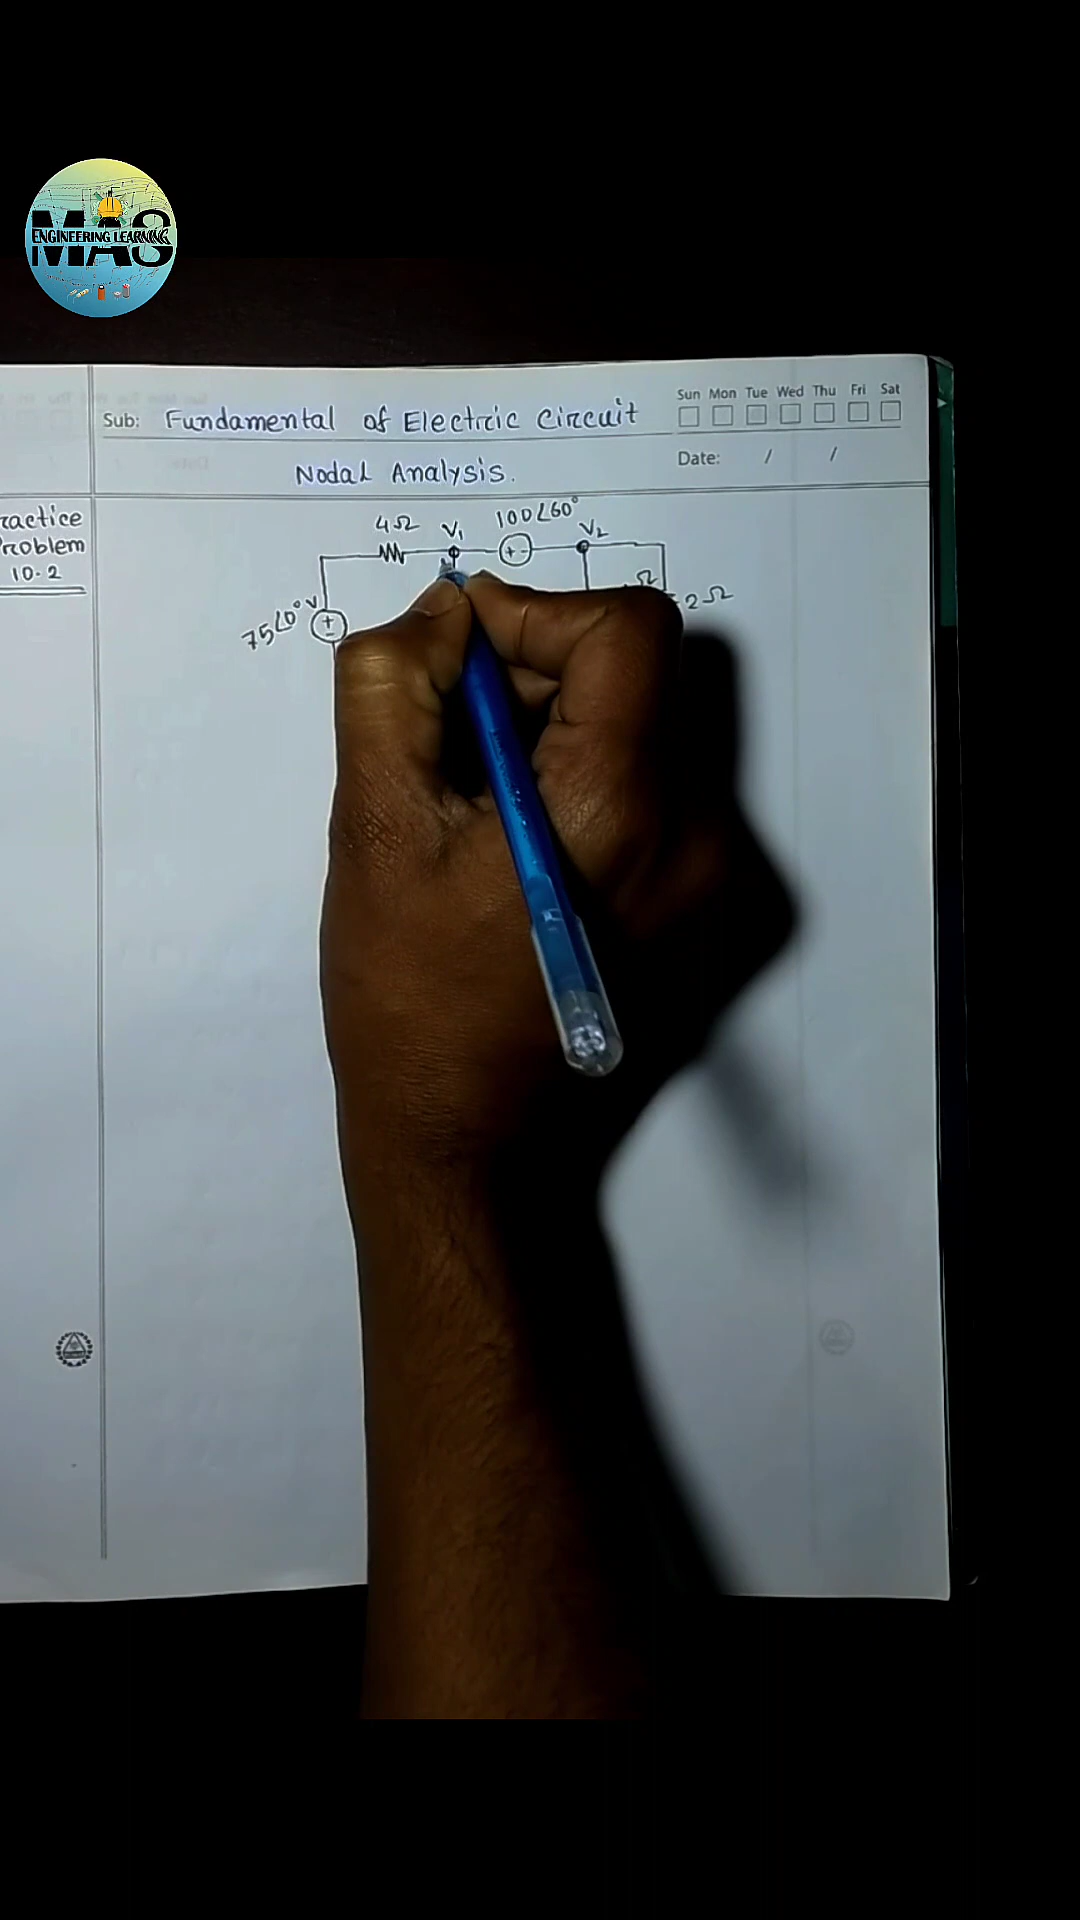 MAS
ENGINEERING LEARNING
Sun Mon Tue Wed Thu Fri Sat
Sub: Fundamental of Electric Circuit
Date: / /
Nodal Analysis.
ractice
roblem
10.2
4Ω
V₁
100∠60°
V₂
+ -
75∠0° V
+
-
Ω
2Ω